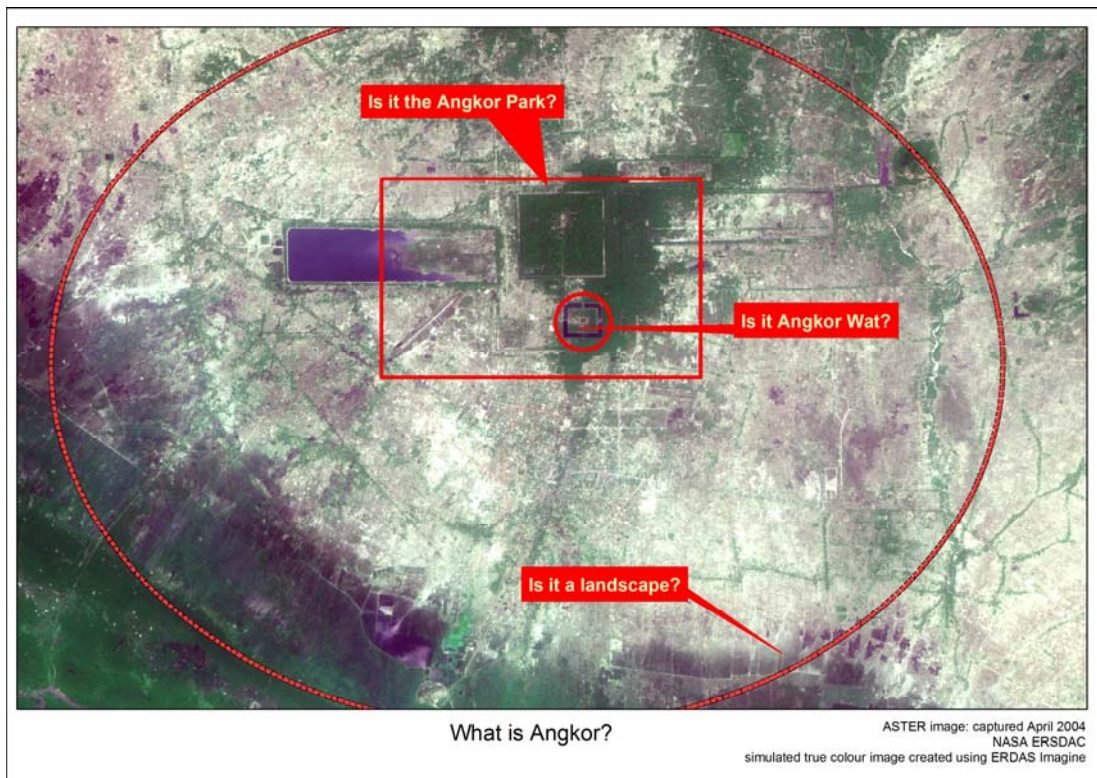 Is it the Angkor Park?
Is it Angkor Wat?
Is it a landscape?
What is Angkor?
ASTER image: captured April 2004
NASA ERSDAC
simulated true colour image created using ERDAS Imagine